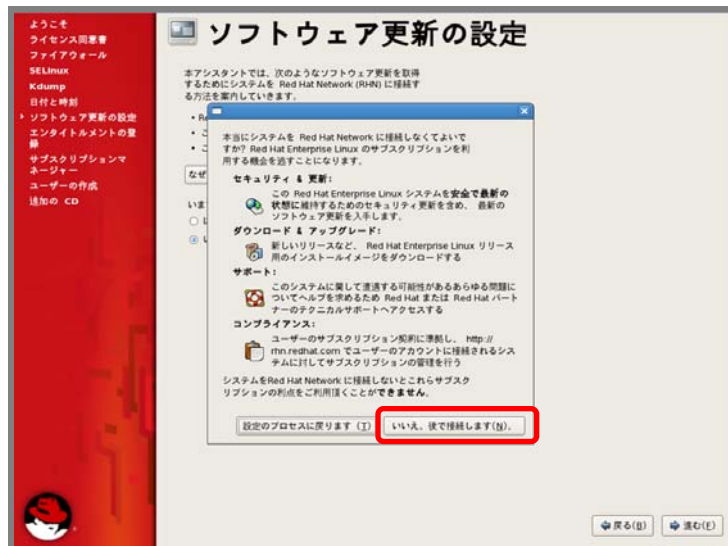 ようこそ
ライセンス同意書
ファイアウォール
SELinux
Kdump
日付と時刻
ソフトウェア更新の設定
エンタイトルメントの登
録
サブスクリプションマ
ネージャー
ユーザーの作成
追加の CD
ソフトウェア更新の設定
本アシスタントでは、次のようなソフトウェア更新を取得
するためにシステムを Red Hat Network (RHN) に接続す
る方法を案内していきます。
なぜ
いま
本当にシステムを Red Hat Network に接続しなくてよいで
すか? Red Hat Enterprise Linux のサブスクリプションを利
用する機会を逃すことになります。
セキュリティ & 更新:
この Red Hat Enterprise Linux システムを安全で最新の
状態に維持するためのセキュリティ更新を含め、 最新の
ソフトウェア更新を入手します。
ダウンロード & アップグレード:
新しいリリースなど、 Red Hat Enterprise Linux リリース
用のインストールイメージをダウンロードする
サポート:
このシステムに関して遭遇する可能性があるあらゆる問題に
ついてヘルプを求めるため Red Hat または Red Hat パート
ナーのテクニカルサポートへアクセスする
コンプライアンス:
ユーザーのサブスクリプション契約に準拠し、 http://
rhn.redhat.com でユーザーのアカウントに接続されるシス
テムに対してサブスクリプションの管理を行う
システムをRed Hat Network に接続しないとこれらサブスク
リプションの利点をご利用頂くことができません。
設定のプロセスに戻ります (T)
いいえ、後で接続します(N)。
戻る(B)
進む(F)